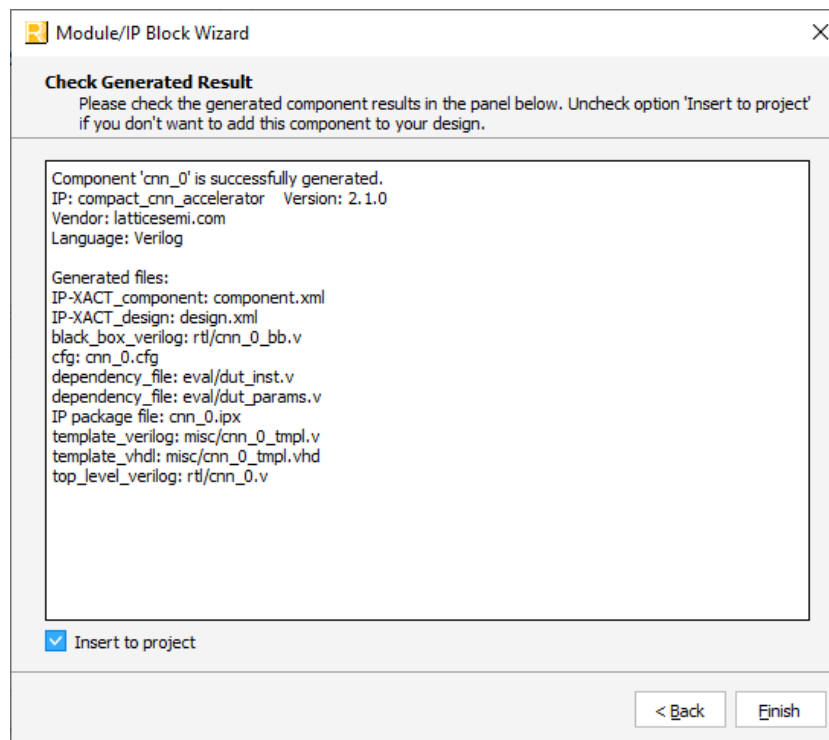 Module/IP Block Wizard
Check Generated Result
Please check the generated component results in the panel below. Uncheck option 'Insert to project'
if you don't want to add this component to your design.
Component 'cnn_0' is successfully generated.
IP: compact_cnn_accelerator    Version: 2.1.0
Vendor: latticesemi.com
Language: Verilog
Generated files:
IP-XACT_component: component.xml
IP-XACT_design: design.xml
black_box_verilog: rtl/cnn_0_bb.v
cfg: cnn_0.cfg
dependency_file: eval/dut_inst.v
dependency_file: eval/dut_params.v
IP package file: cnn_0.ipx
template_verilog: misc/cnn_0_tmpl.v
template_vhdl: misc/cnn_0_tmpl.vhd
top_level_verilog: rtl/cnn_0.v
Insert to project
< Back
Finish